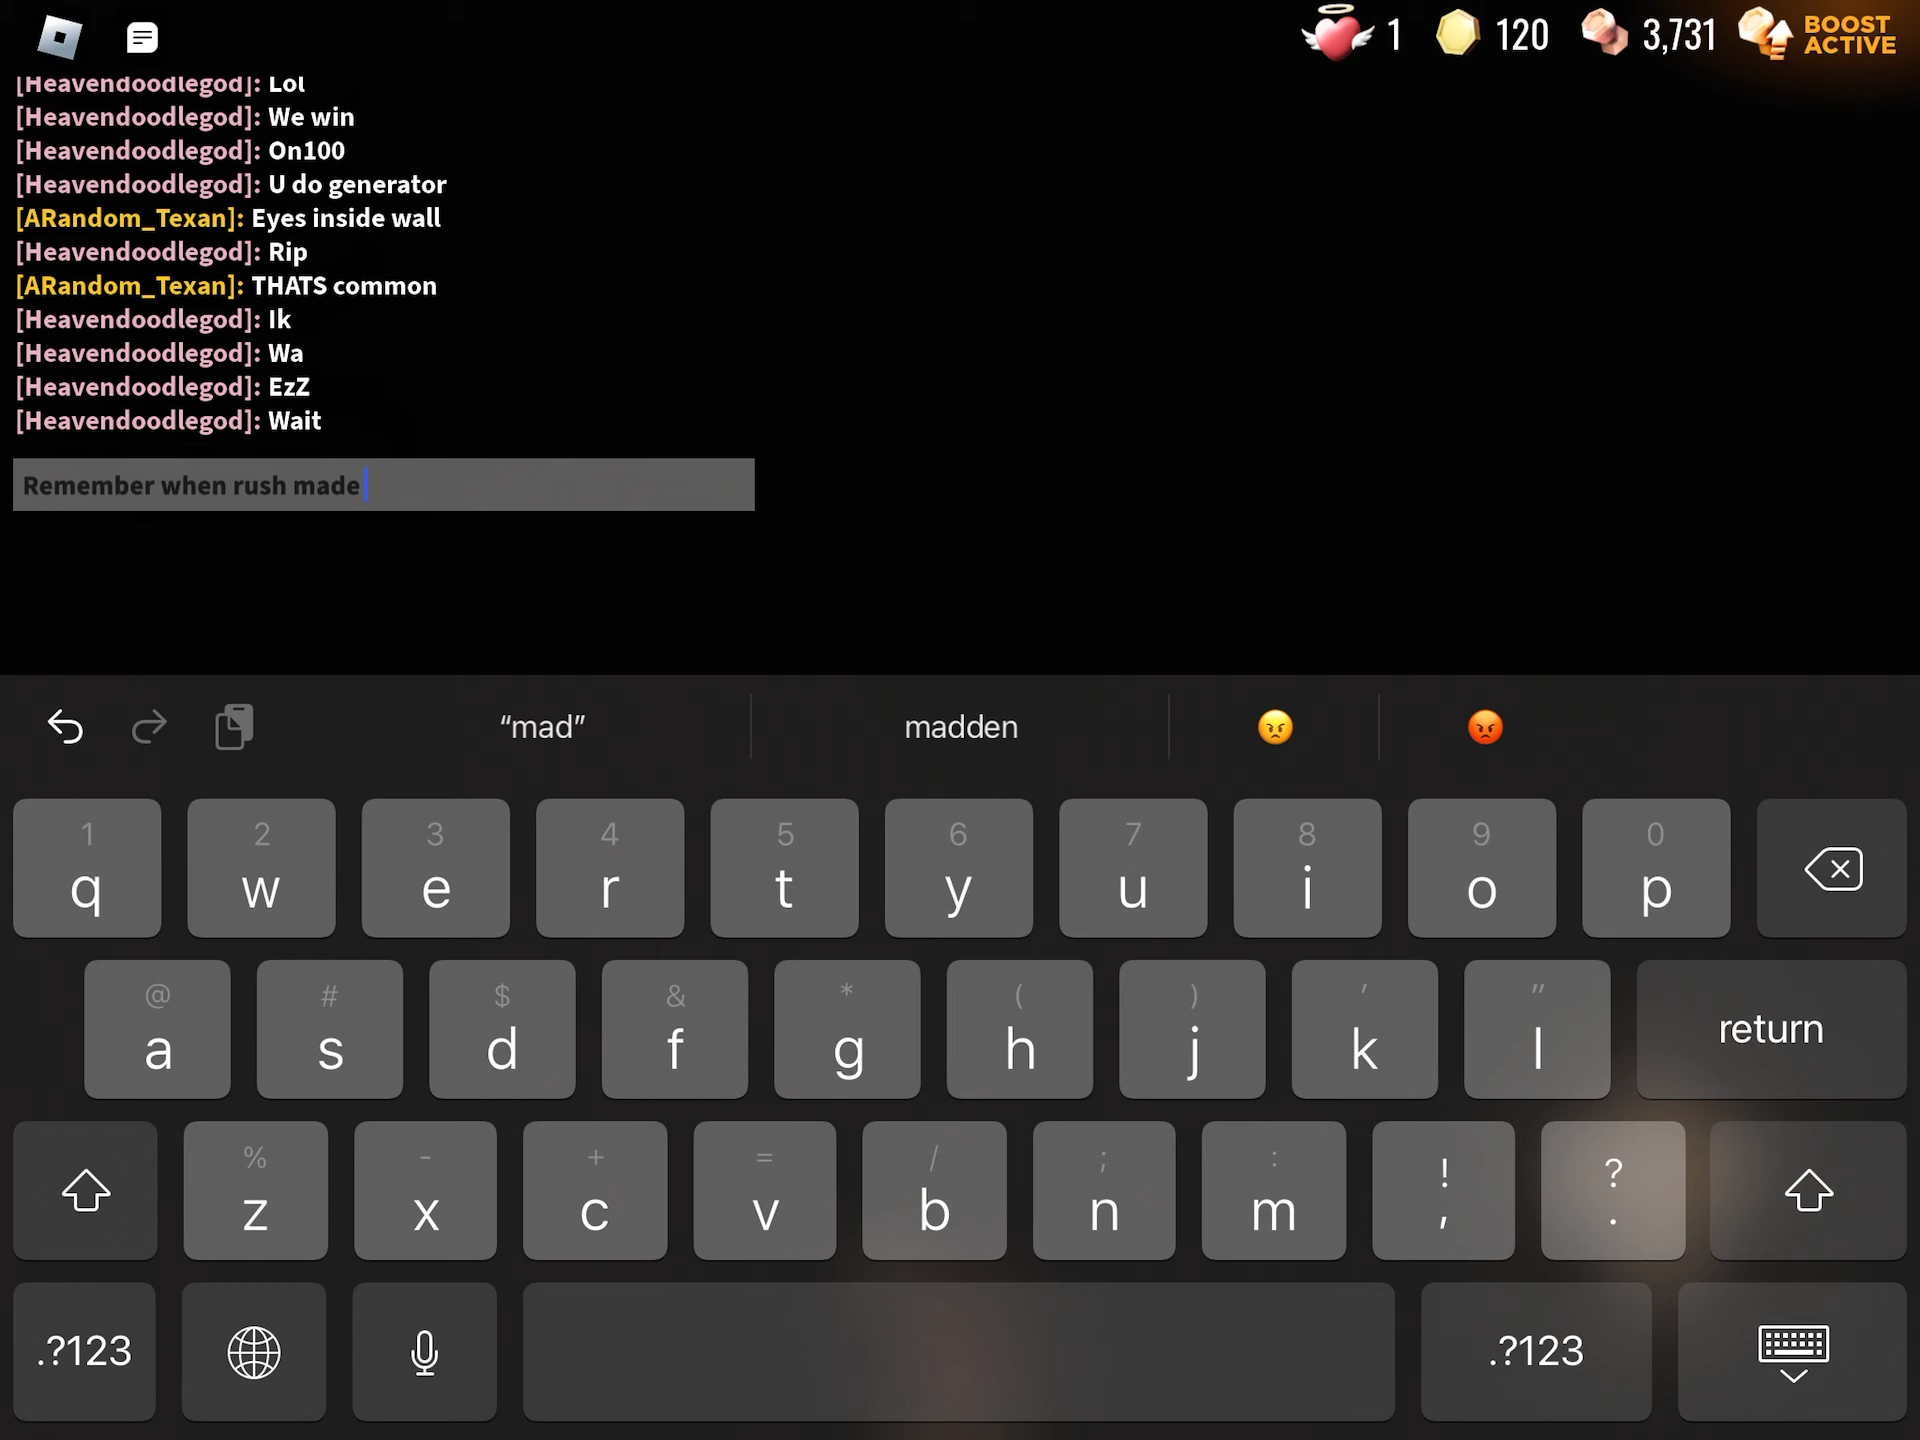 1 120 3,731 BOOST
ACTIVE
[Heavendoodlegod]: Lol
[Heavendoodlegod]: We win
[Heavendoodlegod]: On100
[Heavendoodlegod]: U do generator
[ARandom_Texan]: Eyes inside wall
[Heavendoodlegod]: Rip
[ARandom_Texan]: THATS common
[Heavendoodlegod]: Ik
[Heavendoodlegod]: Wa
[Heavendoodlegod]: EzZ
[Heavendoodlegod]: Wait
Remember when rush made
“mad” madden
1 2 3 4 5 6 7 8 9 0
q w e r t y u i o p
@ # $ & * ( ) ' "
a s d f g h j k l return
% - + = / ; : ! ?
z x c v b n m , .
.?123 .?123